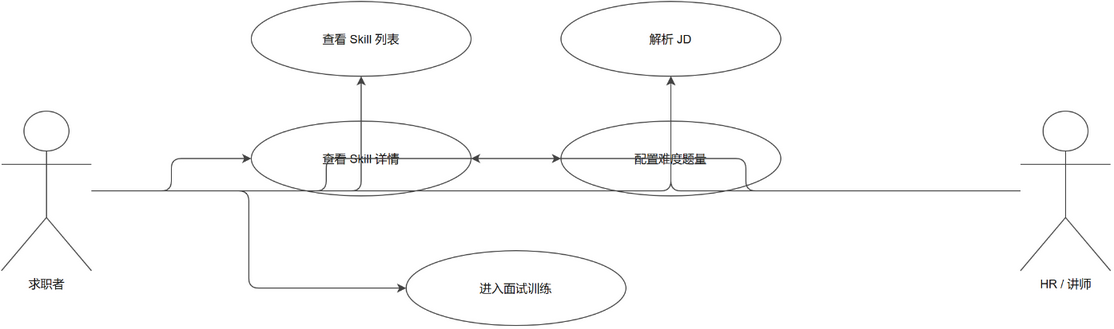 查看 Skill 列表
解析 JD
查看 Skill 详情
配置难度题量
求职者
进入面试训练
HR / 讲师